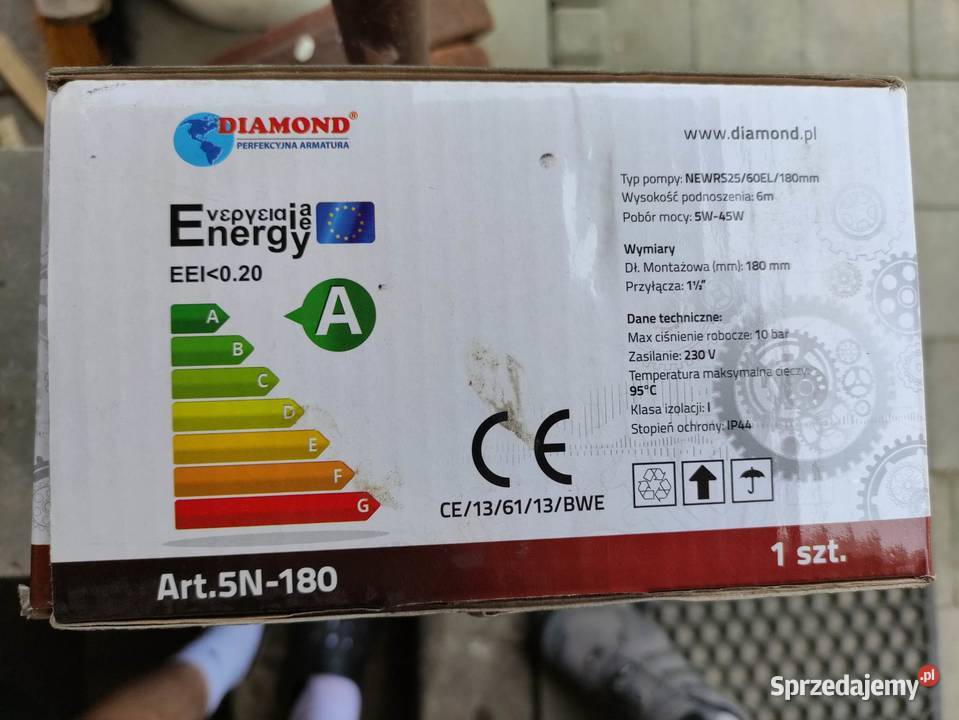 DIAMOND®
PERFEKCYJNA ARMATURA
www.diamond.pl
Energy
ενεργεια
ia
ie
EEI<0.20
A
A
B
C
D
E
F
G
Typ pompy: NEWRS25/60EL/180mm
Wysokość podnoszenia: 6m
Pobór mocy: 5W-45W
Wymiary
Dł. Montażowa (mm): 180 mm
Przyłącza: 1½"
Dane techniczne:
Max ciśnienie robocze: 10 bar
Zasilanie: 230 V
Temperatura maksymalna cieczy:
95°C
Klasa izolacji: I
Stopień ochrony: IP44
CE
CE/13/61/13/BWE
Art.5N-180
1 szt.
Sprzedajemy.pl